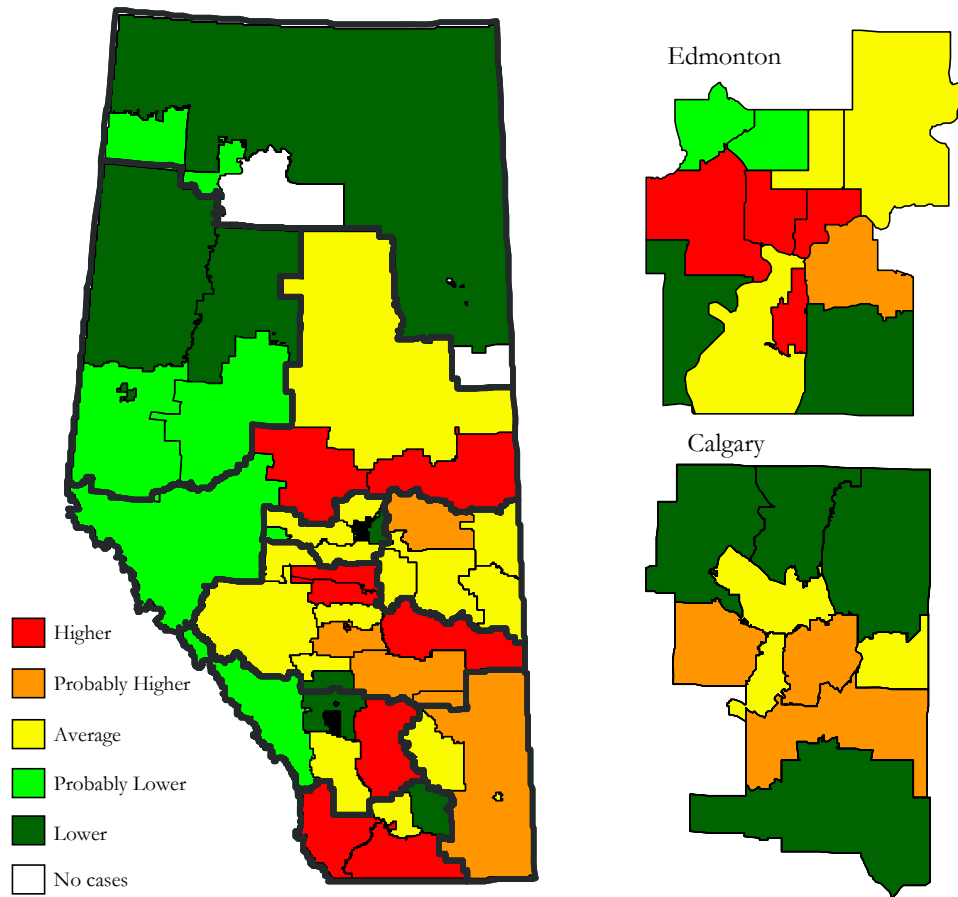 Edmonton
Calgary
Higher
Probably Higher
Average
Probably Lower
Lower
No cases